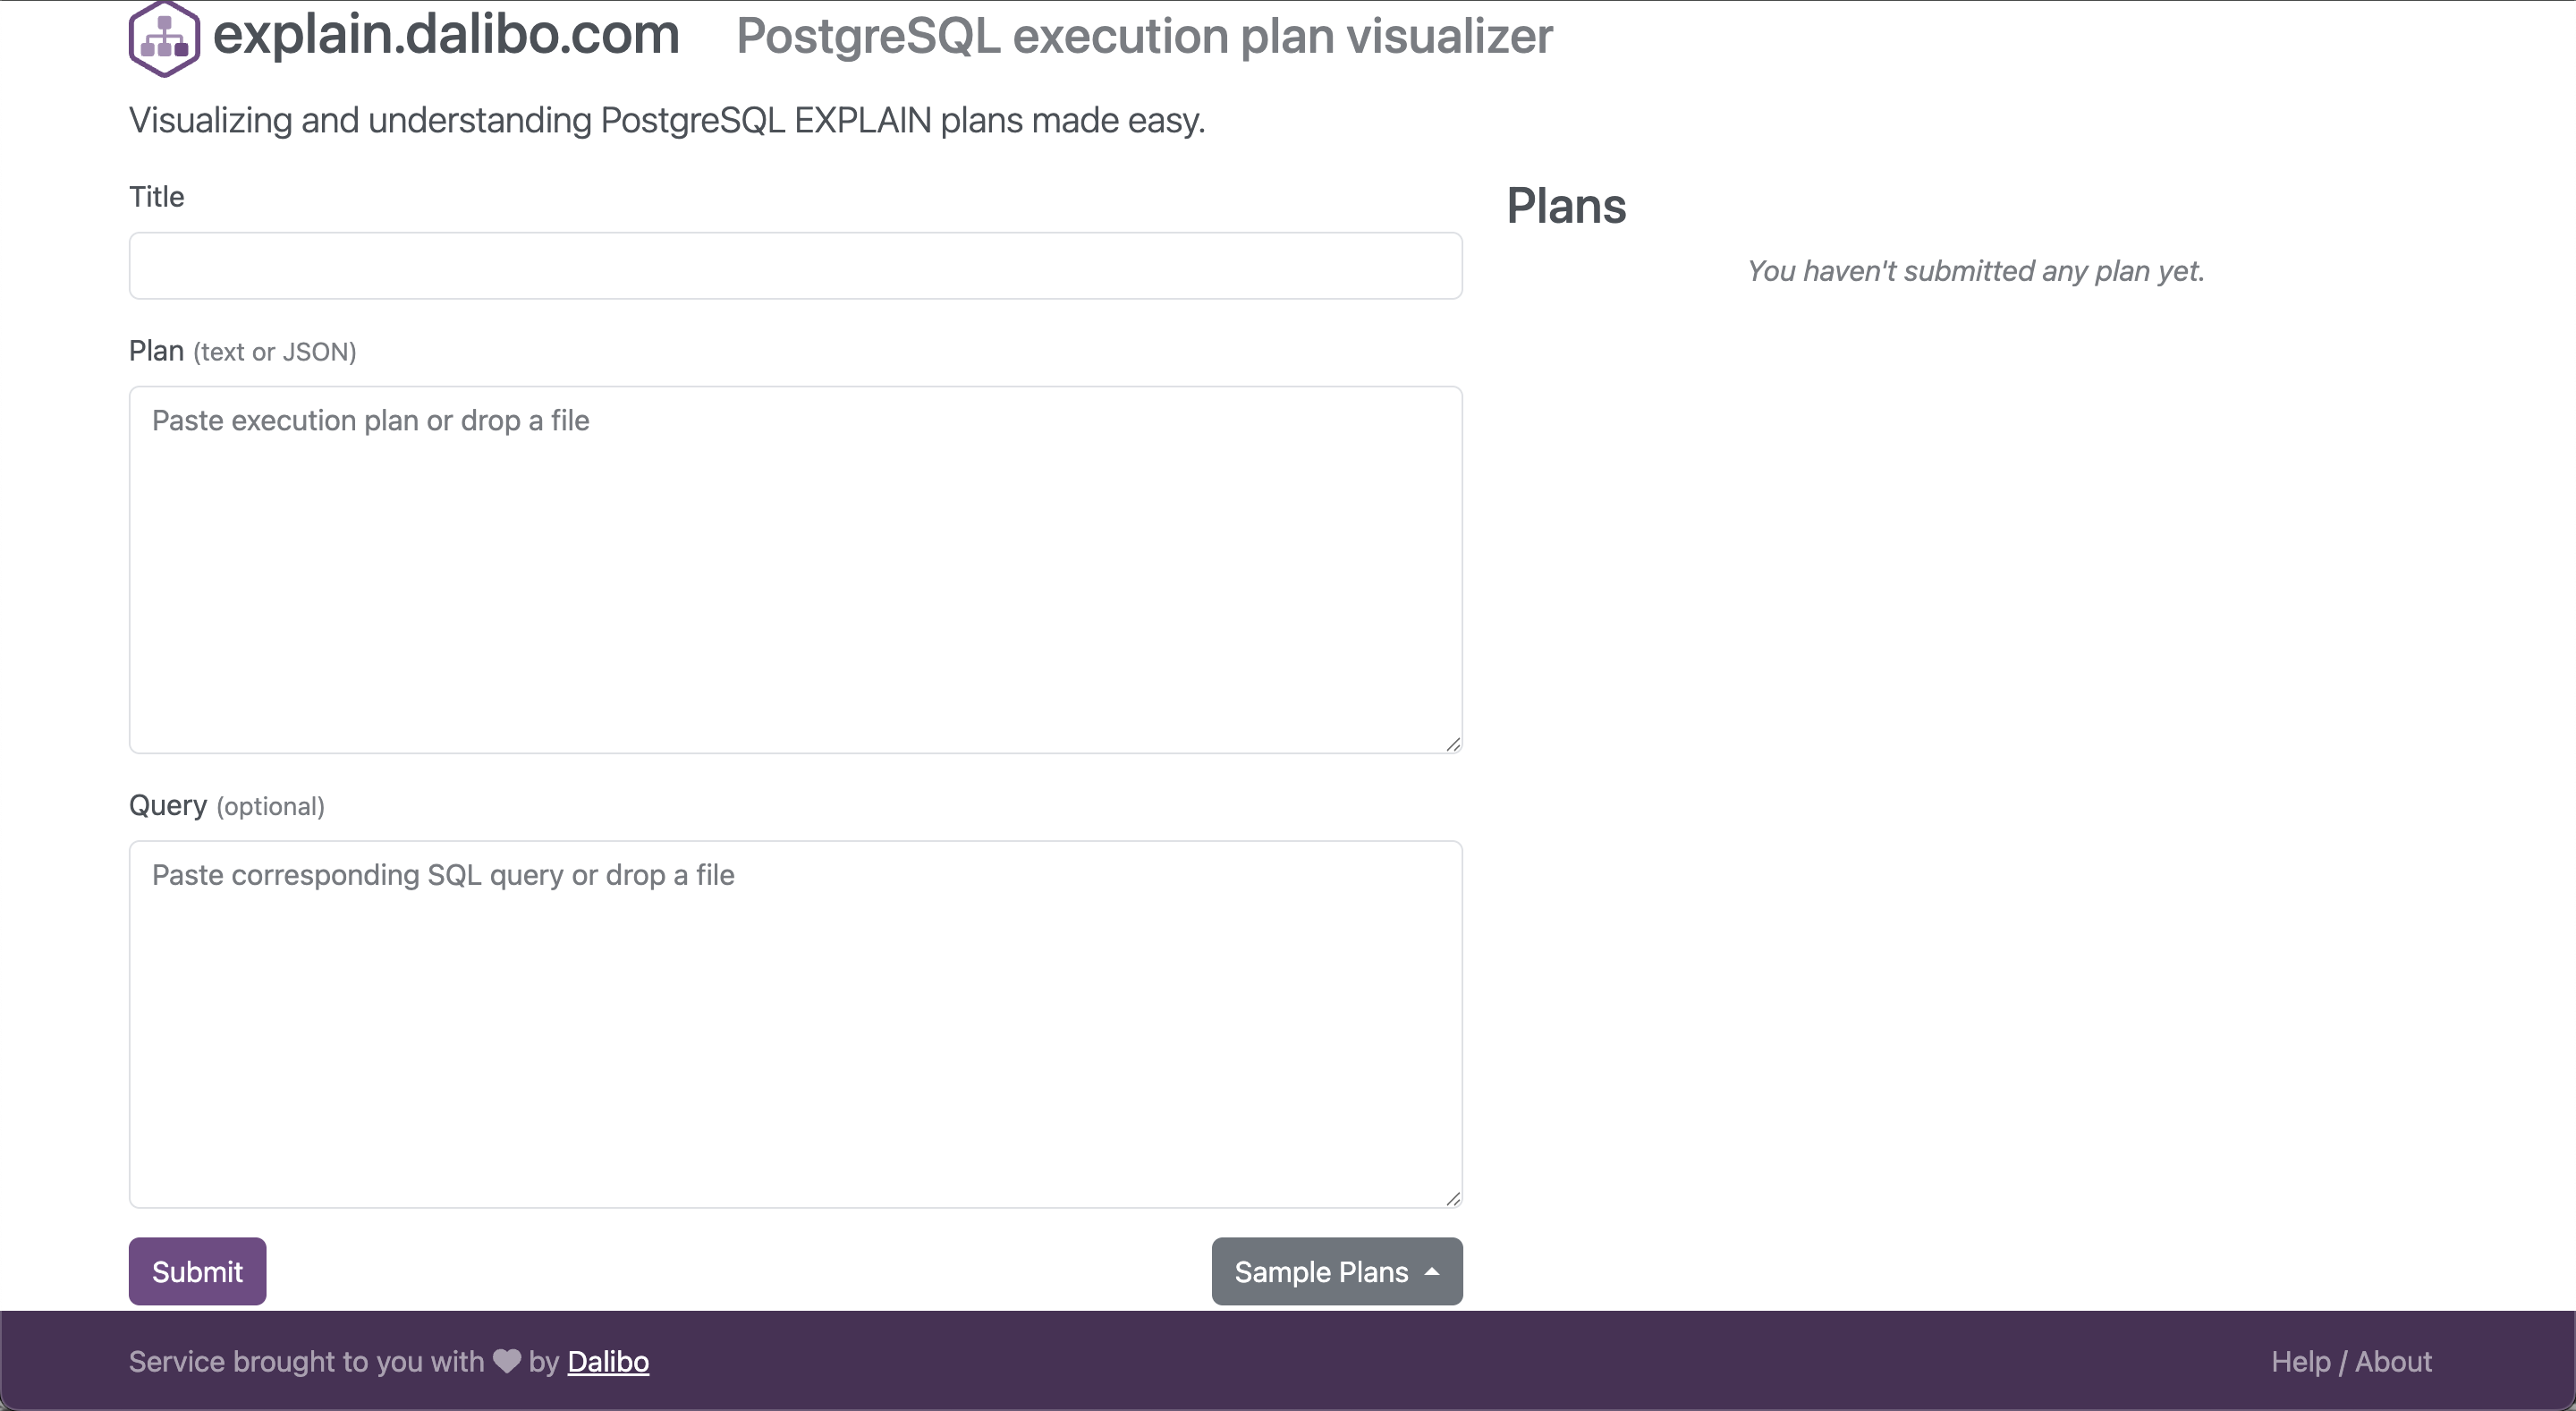 explain.dalibo.com PostgreSQL execution plan visualizer
Visualizing and understanding PostgreSQL EXPLAIN plans made easy.
Title
Plan (text or JSON)
Paste execution plan or drop a file
Query (optional)
Paste corresponding SQL query or drop a file
Submit
Sample Plans
Plans
You haven't submitted any plan yet.
Service brought to you with by Dalibo
Help / About